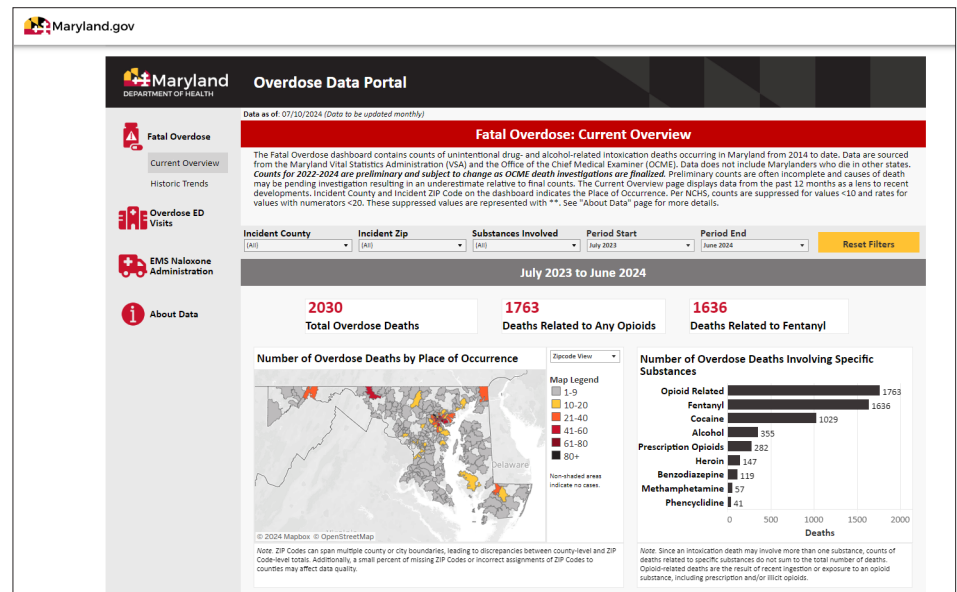 Maryland.gov
Maryland
DEPARTMENT OF HEALTH
Overdose Data Portal
Fatal Overdose
Current Overview
Historic Trends
Overdose ED
Visits
EMS Naloxone
Administration
About Data
Data as of: 07/10/2024 (Data to be updated monthly)
Fatal Overdose: Current Overview
The Fatal Overdose dashboard contains counts of unintentional drug- and alcohol-related intoxication deaths occurring in Maryland from 2014 to date. Data are sourced
from the Maryland Vital Statistics Administration (VSA) and the Office of the Chief Medical Examiner (OCME). Data does not include Marylanders who die in other states.
Counts for 2022-2024 are preliminary and subject to change as OCME death investigations are finalized. Preliminary counts are often incomplete and causes of death
may be pending investigation resulting in an underestimate relative to final counts. The Current Overview page displays data from the past 12 months as a lens to recent
developments. Incident County and Incident ZIP Code on the dashboard indicates the Place of Occurrence. Per NCHS, counts are suppressed for values <10 and rates for
values with numerators <20. These suppressed values are represented with **. See "About Data" page for more details.
Incident County Incident Zip Substances Involved Period Start Period End
(All) (All) (All) July 2023 June 2024 Reset Filters
July 2023 to June 2024
2030 1763 1636
Total Overdose Deaths Deaths Related to Any Opioids Deaths Related to Fentanyl
Number of Overdose Deaths by Place of Occurrence
Zipcode View
Map Legend
1-9
10-20
21-40
41-60
61-80
80+
Non-shaded areas
indicate no cases.
Delaware
© 2024 Mapbox © OpenStreetMap
Note. ZIP Codes can span multiple county or city boundaries, leading to discrepancies between county-level and ZIP
Code-level totals. Additionally, a small percent of missing ZIP Codes or incorrect assignments of ZIP Codes to
counties may affect data quality.
Number of Overdose Deaths Involving Specific
Substances
Opioid Related 1763
Fentanyl 1636
Cocaine 1029
Alcohol 355
Prescription Opioids 282
Heroin 147
Benzodiazepine 119
Methamphetamine 57
Phencyclidine 41
0 500 1000 1500 2000
Deaths
Note. Since an intoxication death may involve more than one substance, counts of
deaths related to specific substances do not sum to the total number of deaths.
Opioid-related deaths are the result of recent ingestion or exposure to an opioid
substance, including prescription and/or illicit opioids.